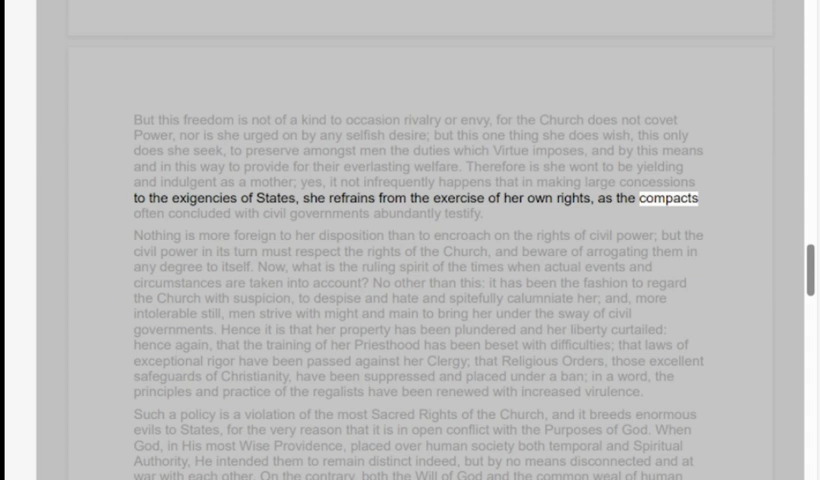 But this freedom is not of a kind to occasion rivalry or envy, for the Church does not covet
Power, nor is she urged on by any selfish desire; but this one thing she does wish, this only
does she seek, to preserve amongst men the duties which Virtue imposes, and by this means
and in this way to provide for their everlasting welfare. Therefore is she wont to be yielding
and indulgent as a mother; yes, it not infrequently happens that in making large concessions
to the exigencies of States, she refrains from the exercise of her own rights, as the compacts
often concluded with civil governments abundantly testify.
Nothing is more foreign to her disposition than to encroach on the rights of civil power; but the
civil power in its turn must respect the rights of the Church, and beware of arrogating them in
any degree to itself. Now, what is the ruling spirit of the times when actual events and
circumstances are taken into account? No other than this: it has been the fashion to regard
the Church with suspicion, to despise and hate and spitefully calumniate her; and, more
intolerable still, men strive with might and main to bring her under the sway of civil
governments. Hence it is that her property has been plundered and her liberty curtailed:
hence again, that the training of her Priesthood has been beset with difficulties; that laws of
exceptional rigor have been passed against her Clergy; that Religious Orders, those excellent
safeguards of Christianity, have been suppressed and placed under a ban; in a word, the
principles and practice of the regalists have been renewed with increased virulence.
Such a policy is a violation of the most Sacred Rights of the Church, and it breeds enormous
evils to States, for the very reason that it is in open conflict with the Purposes of God. When
God, in His most Wise Providence, placed over human society both temporal and Spiritual
Authority, He intended them to remain distinct indeed, but by no means disconnected and at
war with each other. On the contrary, both the Will of God and the common weal of human